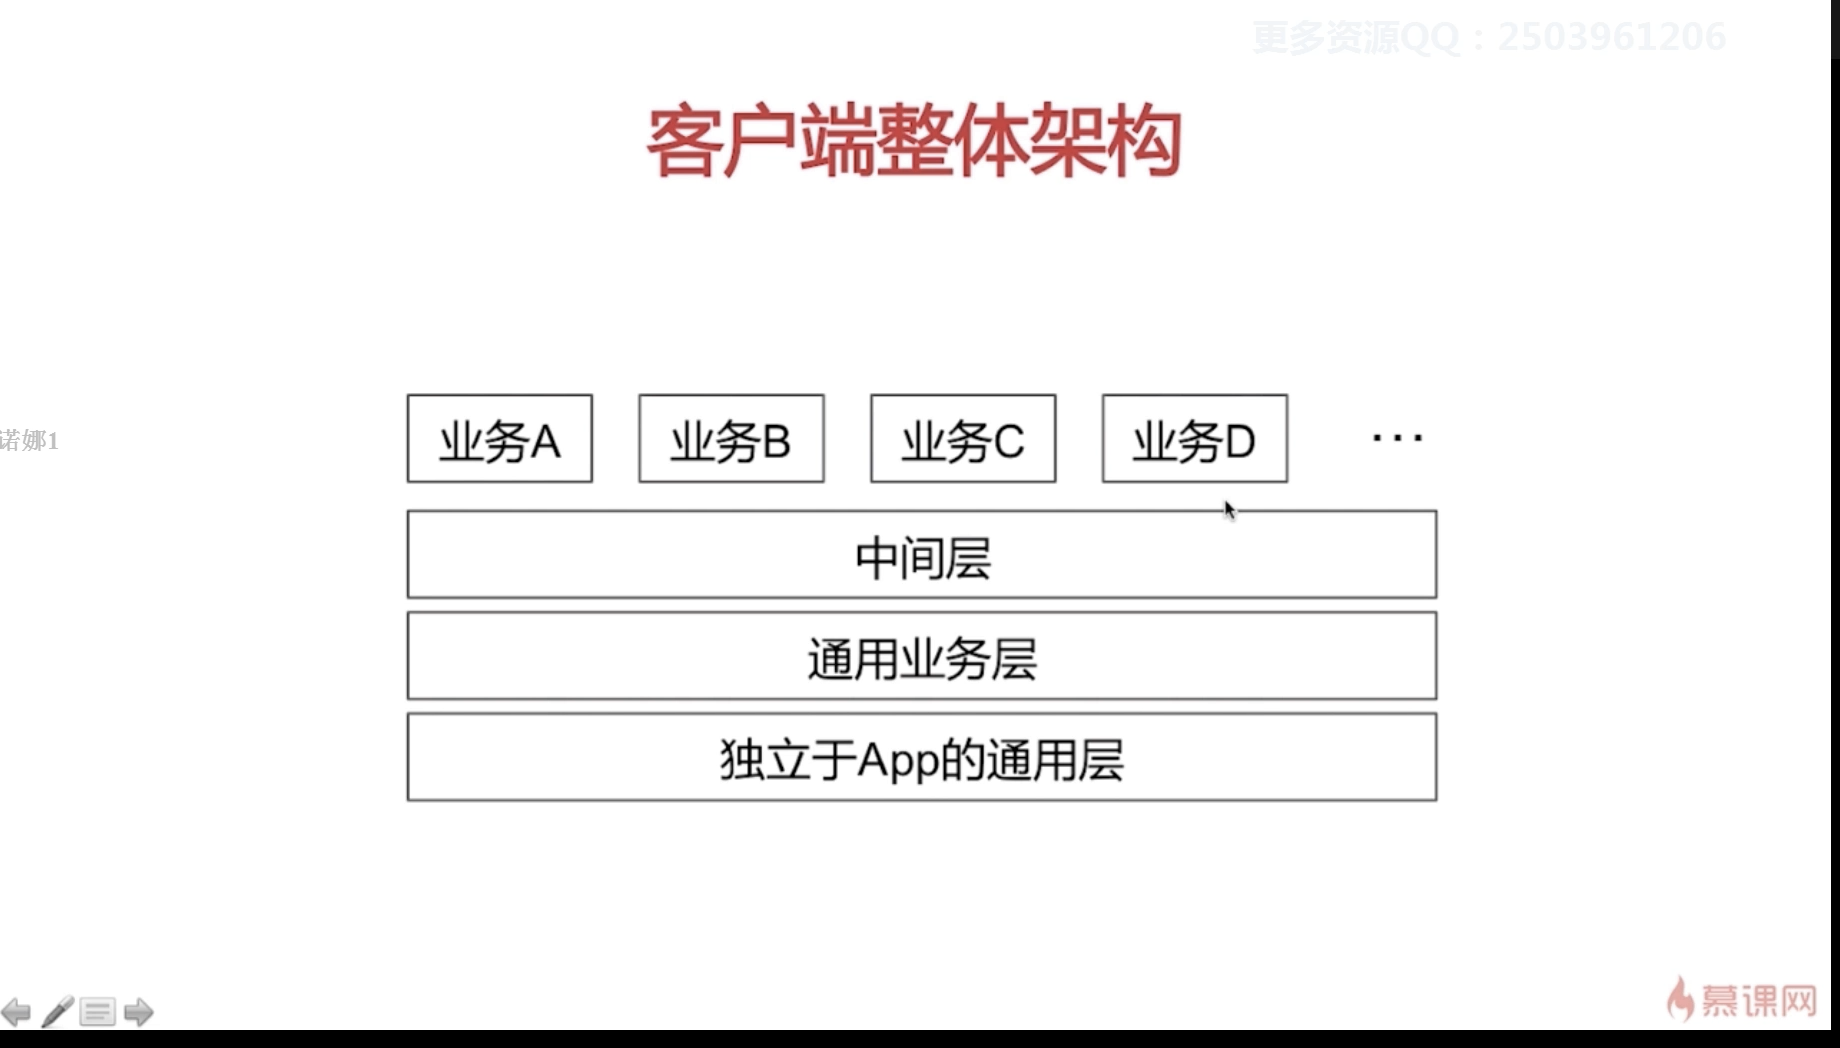 更多资源QQ：2503961206
客户端整体架构
业务A 业务B 业务C 业务D ···
诺娜1
中间层
通用业务层
独立于App的通用层
慕课网